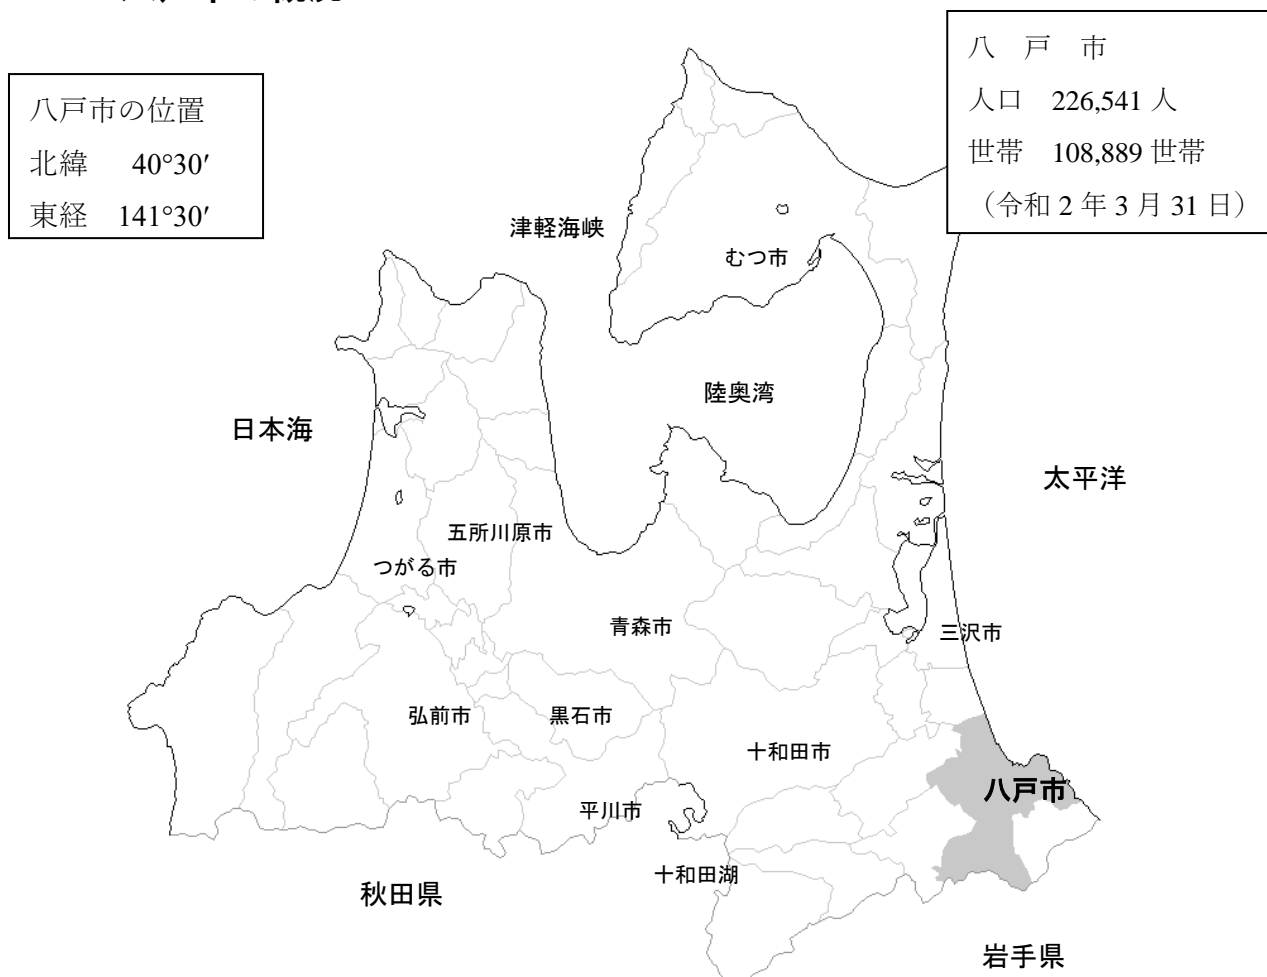 八戸市
人口 226,541 人
世帯 108,889 世帯
（令和 2 年 3 月 31 日）
八戸市の位置
北緯 40°30′
東経 141°30′
津軽海峡
むつ市
陸奥湾
日本海
太平洋
五所川原市
つがる市
青森市
三沢市
弘前市
黒石市
十和田市
八戸市
平川市
十和田湖
秋田県
岩手県